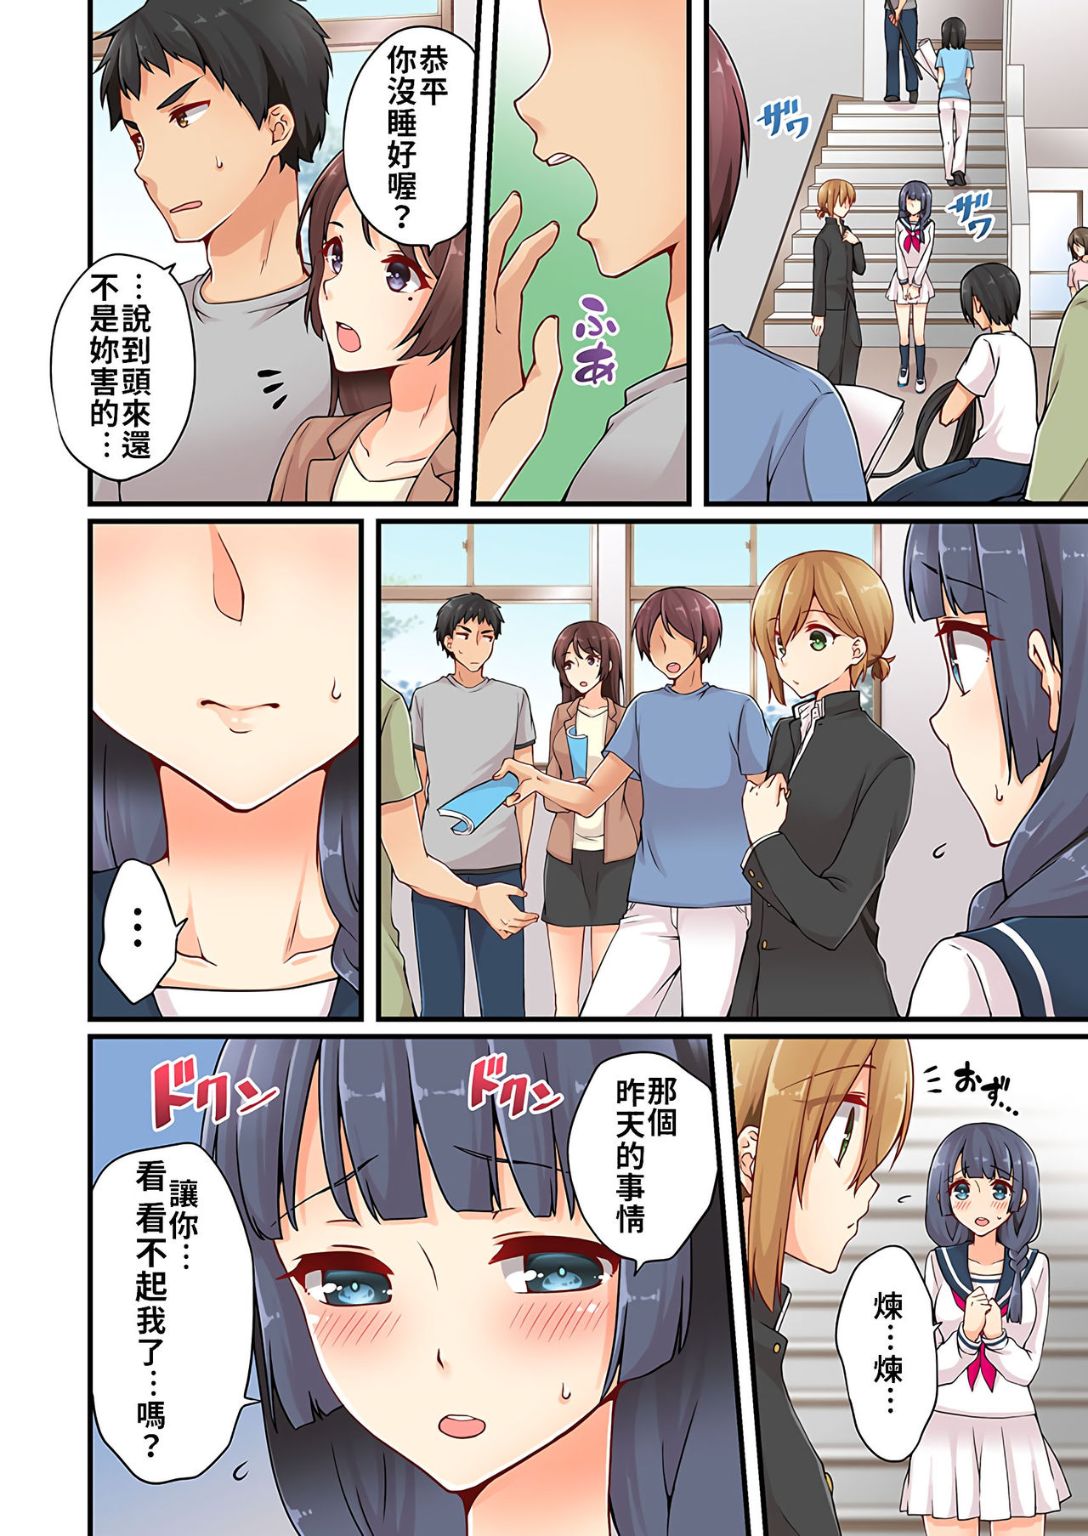 ザワ
ザワ
ふあ
恭平
你沒睡好喔？
…說到頭來還
不是妳害的…
…
おず…
煉…煉…
那個
昨天的事情
ドクン
ドクン
讓你…
看 看不起我了…嗎？